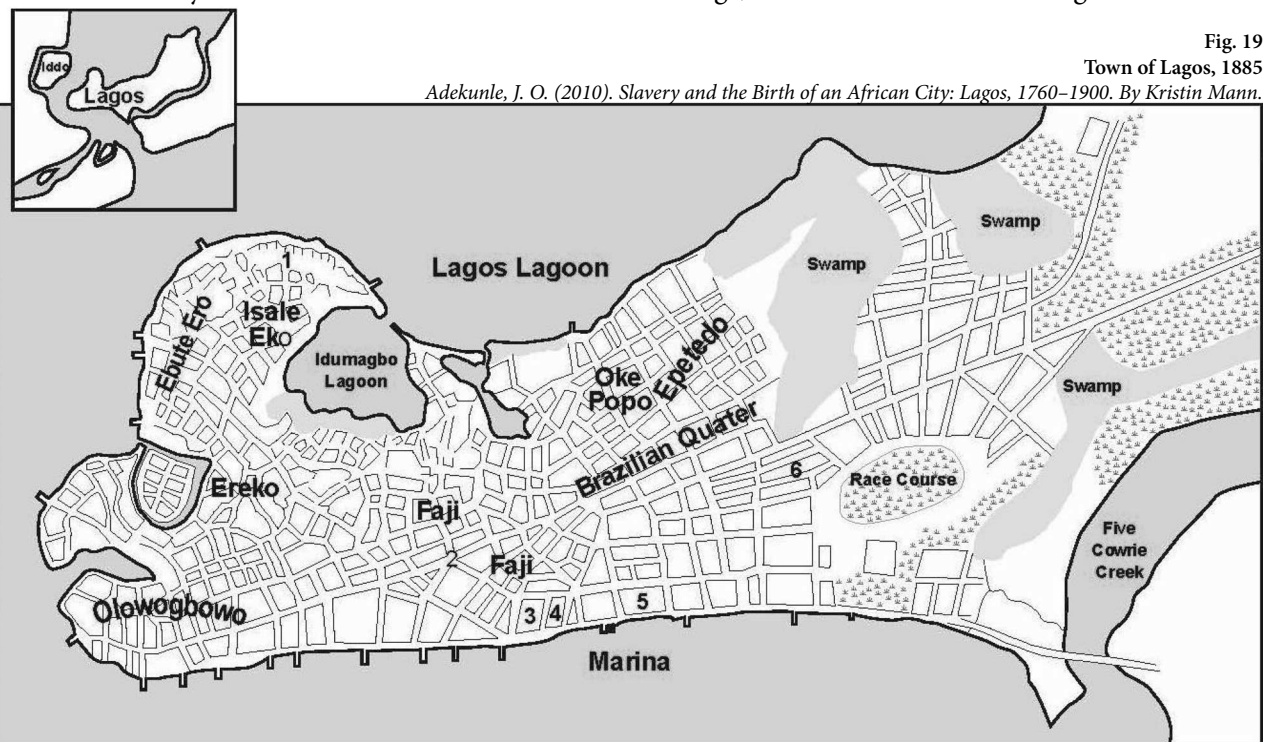 Fig. 19
Town of Lagos, 1885
Adekunle, J. O. (2010). Slavery and the Birth of an African City: Lagos, 1760–1900. By Kristin Mann.
Iddo
Lagos
Swamp
Swamp
Lagos Lagoon
1
Isale
Eko
Ebute Ero
Idumagbo
Lagoon
Oke
Popo
Epetedo
Swamp
Brazilian Quater
6
Race Course
Ereko
Faji
2
Faji
Five
Cowrie
Creek
Olowogbowo
3
4
5
Marina